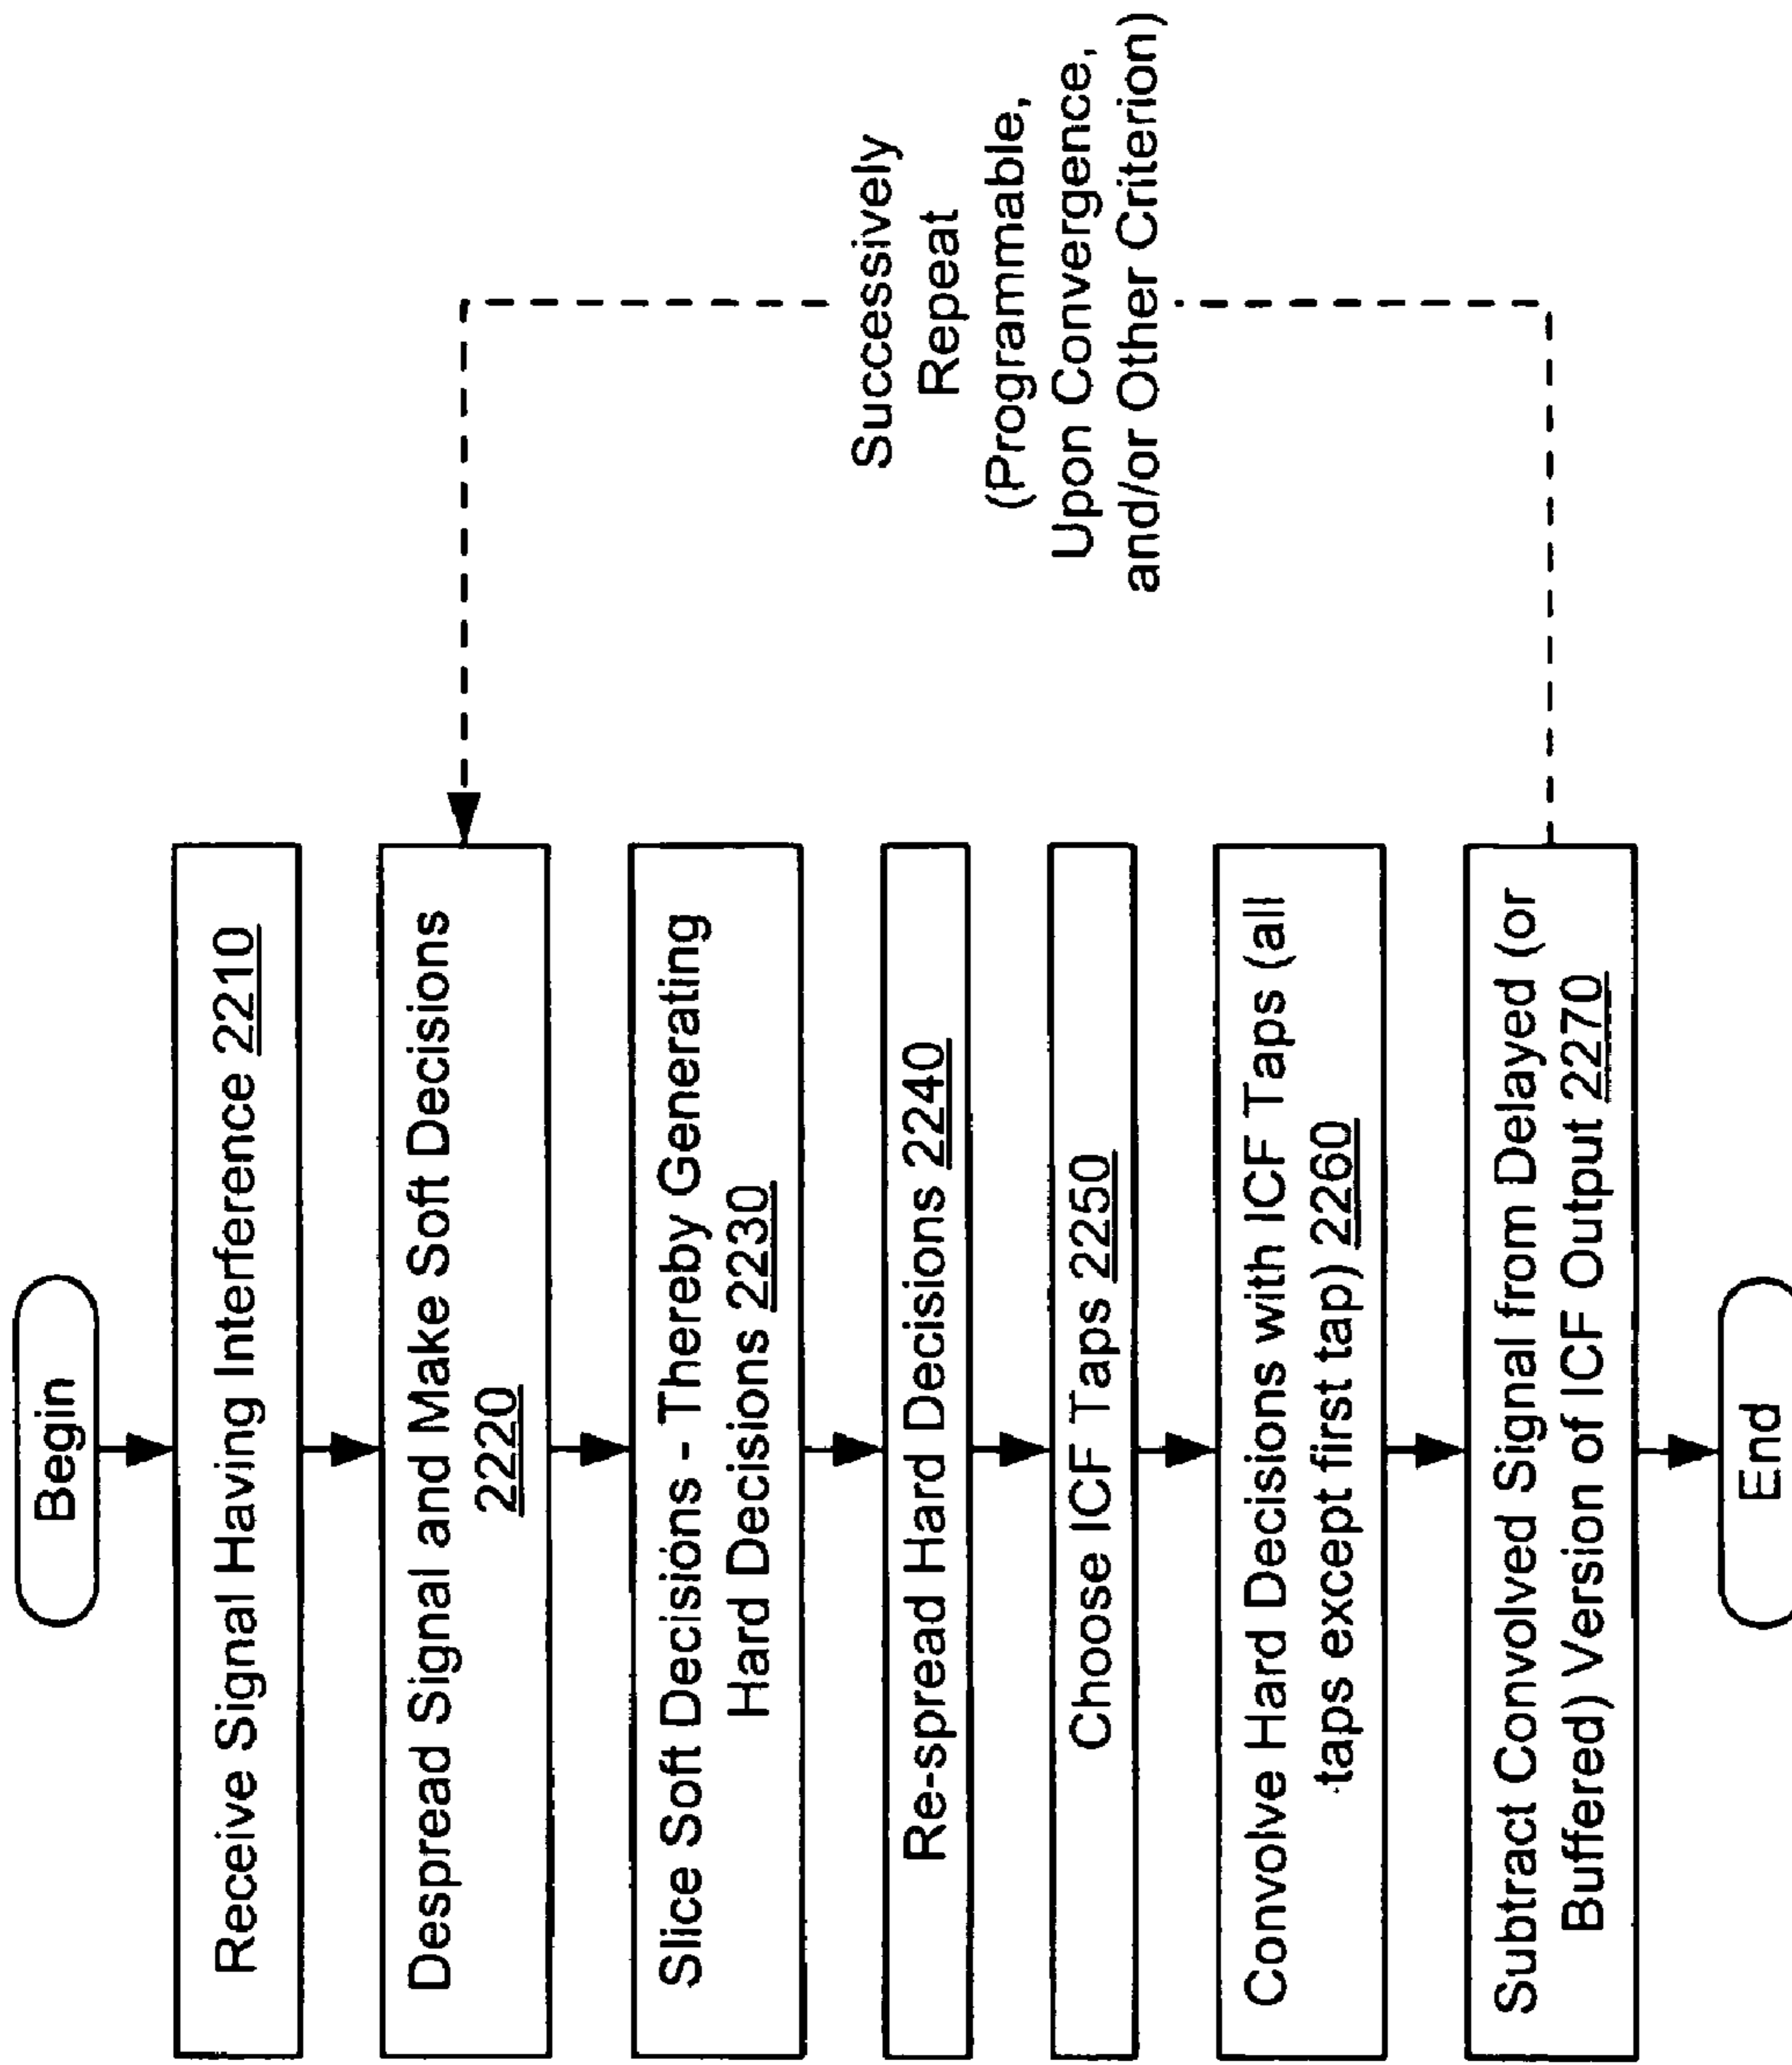 Begin
Receive Signal Having Interference 2210
Despread Signal and Make Soft Decisions
2220
Slice Soft Decisions - Thereby Generating
Hard Decisions 2230
Re-spread Hard Decisions 2240
Choose ICF Taps 2250
Convolve Hard Decisions with ICF Taps (all
taps except first tap) 2260
Subtract Convolved Signal from Delayed (or
Buffered) Version of ICF Output 2270
End
Successively
Repeat
(Programmable,
Upon Convergence,
and/or Other Criterion)